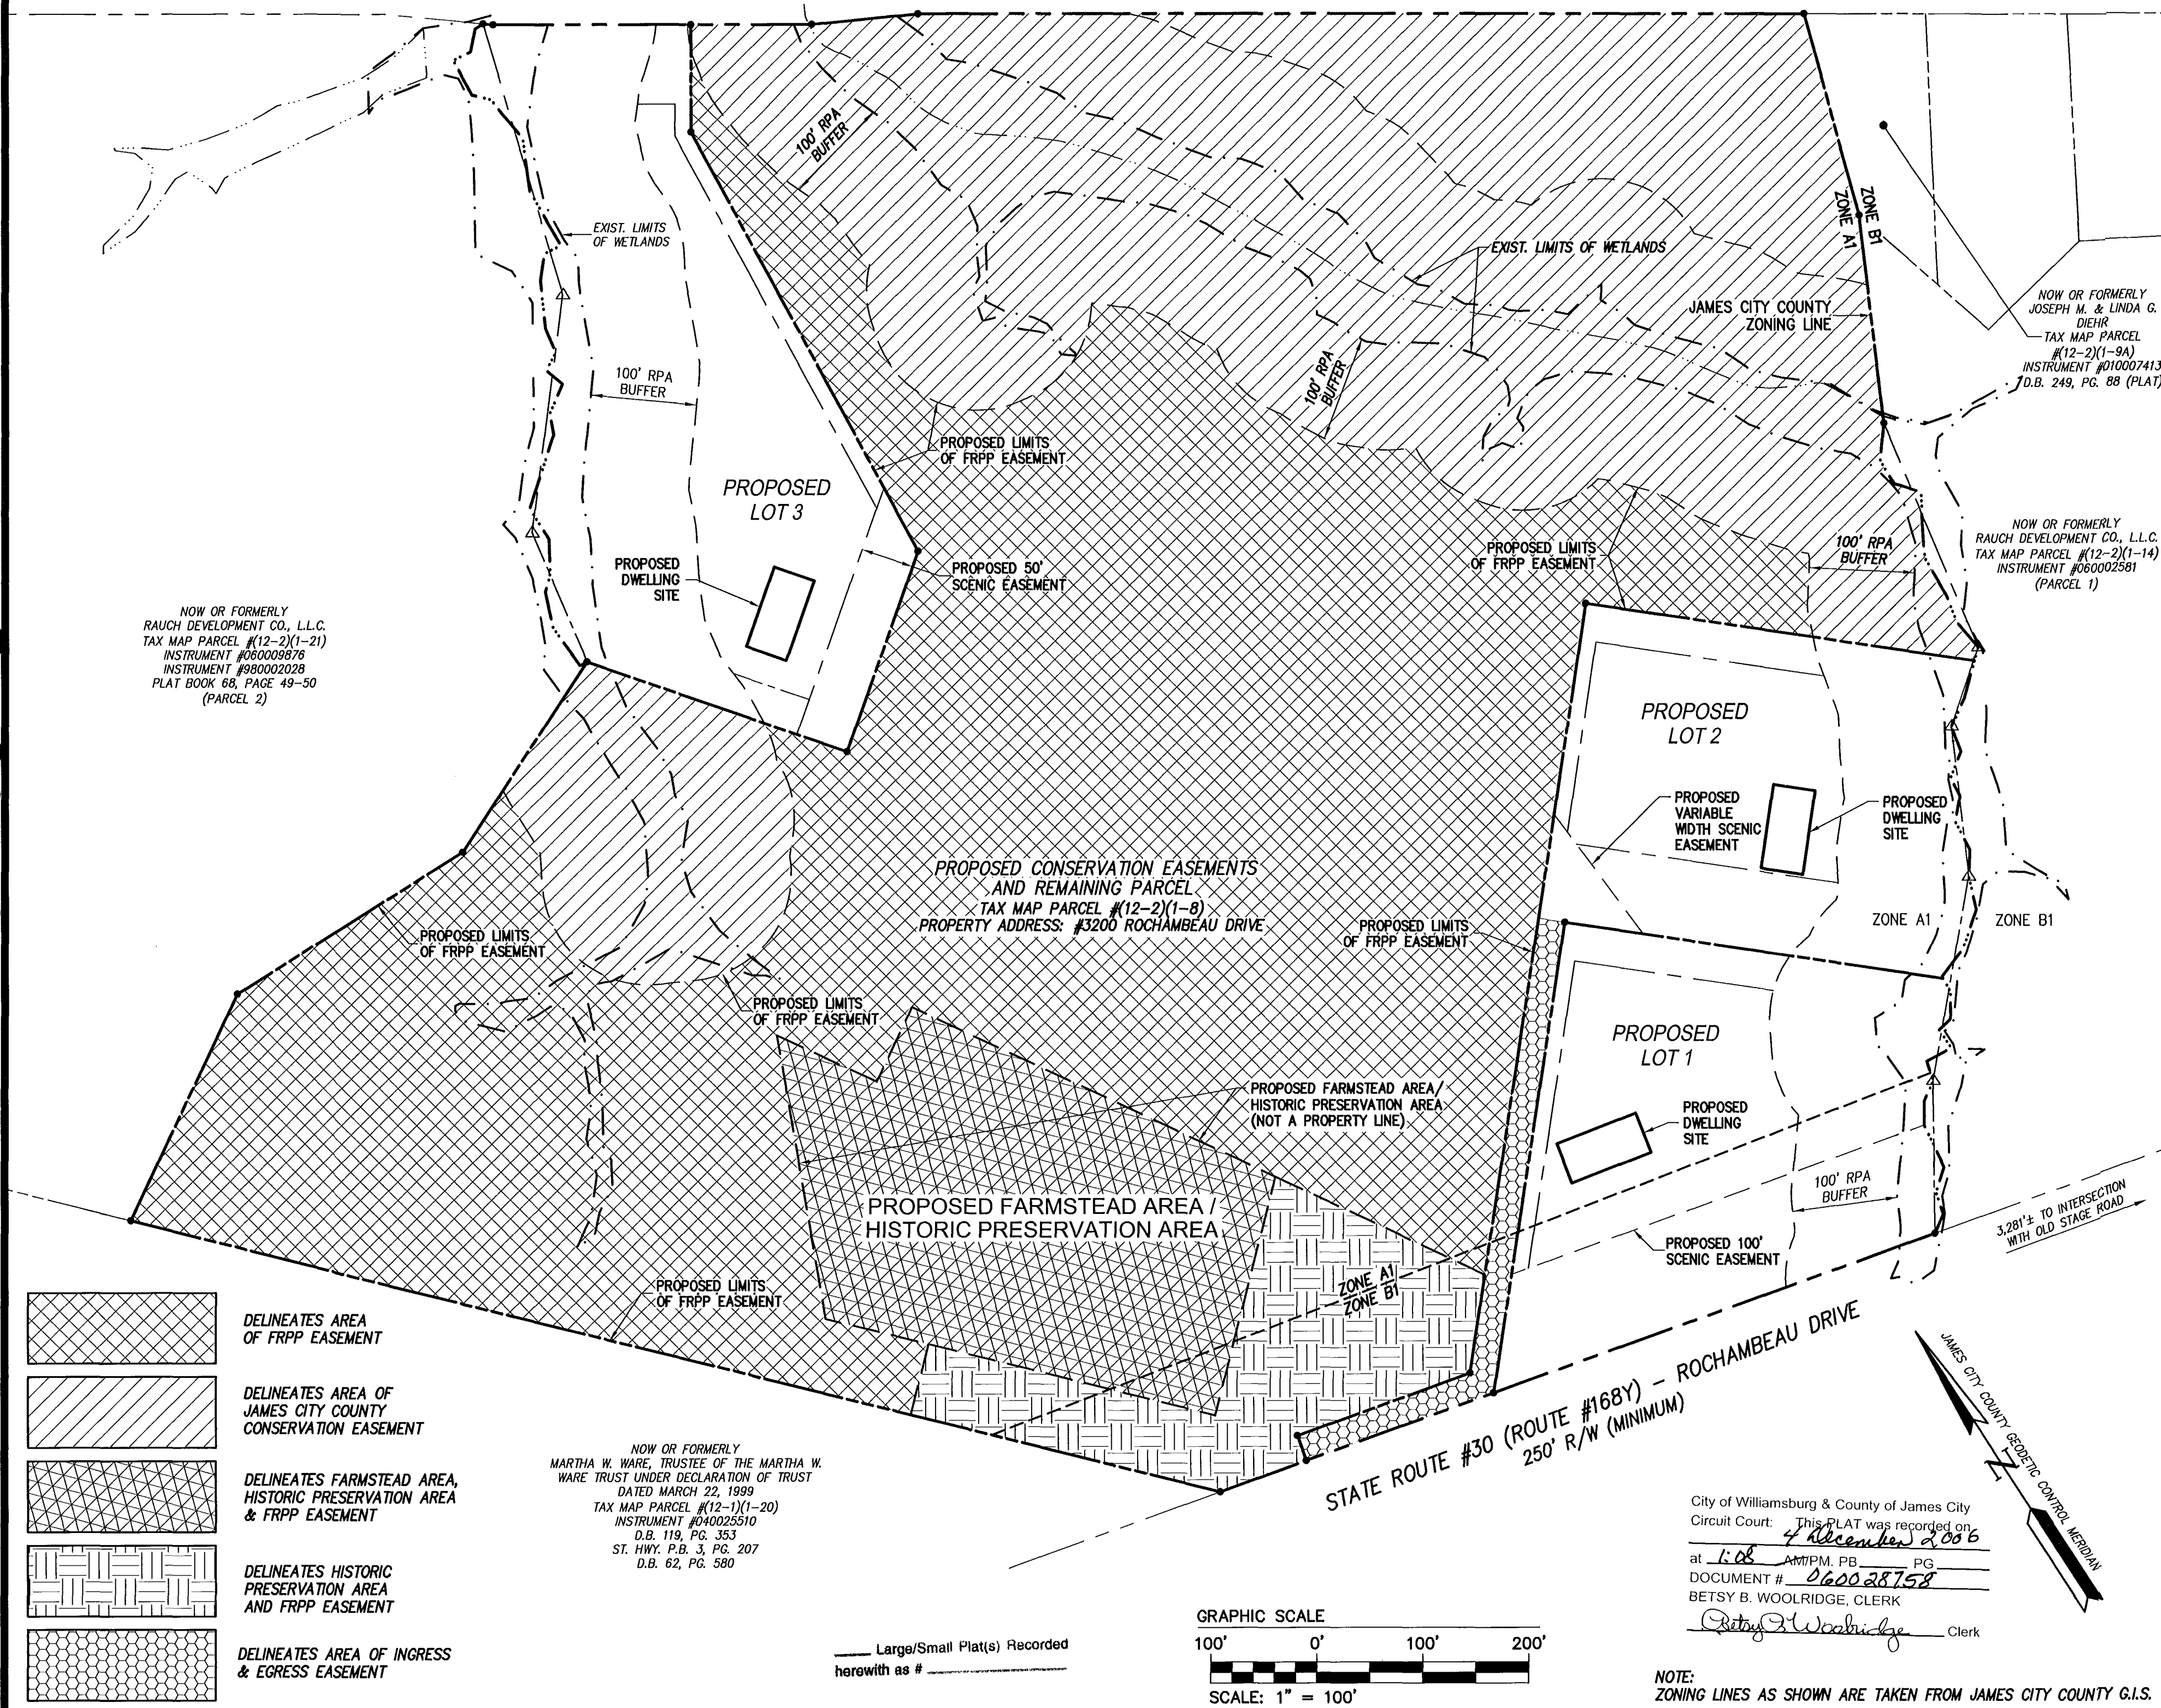 100' RPA
BUFFER
EXIST. LIMITS
OF WETLANDS
EXIST. LIMITS OF WETLANDS
ZONE B1
ZONE A1
JAMES CITY COUNTY
ZONING LINE
NOW OR FORMERLY
JOSEPH M. & LINDA G.
DIEHR
TAX MAP PARCEL
#(12-2)(1-9A)
INSTRUMENT #010007413
D.B. 249, PG. 88 (PLAT)
100' RPA
BUFFER
100' RPA
BUFFER
PROPOSED LIMITS
OF FRPP EASEMENT
PROPOSED
LOT 3
PROPOSED
DWELLING
SITE
PROPOSED 50'
SCENIC EASEMENT
PROPOSED LIMITS
OF FRPP EASEMENT
100' RPA
BUFFER
NOW OR FORMERLY
RAUCH DEVELOPMENT CO., L.L.C.
TAX MAP PARCEL #(12-2)(1-14)
INSTRUMENT #060002581
(PARCEL 1)
NOW OR FORMERLY
RAUCH DEVELOPMENT CO., L.L.C.
TAX MAP PARCEL #(12-2)(1-21)
INSTRUMENT #060009876
INSTRUMENT #980002028
PLAT BOOK 68, PAGE 49-50
(PARCEL 2)
PROPOSED
LOT 2
PROPOSED
VARIABLE
WIDTH SCENIC
EASEMENT
PROPOSED
DWELLING
SITE
PROPOSED CONSERVATION EASEMENTS
AND REMAINING PARCEL
TAX MAP PARCEL #(12-2)(1-8)
PROPERTY ADDRESS: #3200 ROCHAMBEAU DRIVE
PROPOSED LIMITS
OF FRPP EASEMENT
ZONE A1
ZONE B1
PROPOSED LIMITS
OF FRPP EASEMENT
PROPOSED LIMITS
OF FRPP EASEMENT
PROPOSED
LOT 1
PROPOSED FARMSTEAD AREA/
HISTORIC PRESERVATION AREA
(NOT A PROPERTY LINE)
PROPOSED
DWELLING
SITE
100' RPA
BUFFER
PROPOSED FARMSTEAD AREA /
HISTORIC PRESERVATION AREA
3,281'± TO INTERSECTION
WITH OLD STAGE ROAD
PROPOSED 100'
SCENIC EASEMENT
PROPOSED LIMITS
OF FRPP EASEMENT
ZONE A1
ZONE B1
STATE ROUTE #30 (ROUTE #168Y) - ROCHAMBEAU DRIVE
250' R/W (MINIMUM)
DELINEATES AREA
OF FRPP EASEMENT
DELINEATES AREA OF
JAMES CITY COUNTY
CONSERVATION EASEMENT
DELINEATES FARMSTEAD AREA,
HISTORIC PRESERVATION AREA
& FRPP EASEMENT
DELINEATES HISTORIC
PRESERVATION AREA
AND FRPP EASEMENT
DELINEATES AREA OF INGRESS
& EGRESS EASEMENT
NOW OR FORMERLY
MARTHA W. WARE, TRUSTEE OF THE MARTHA W.
WARE TRUST UNDER DECLARATION OF TRUST
DATED MARCH 22, 1999
TAX MAP PARCEL #(12-1)(1-20)
INSTRUMENT #040025510
D.B. 119, PG. 353
ST. HWY. P.B. 3, PG. 207
D.B. 62, PG. 580
JAMES CITY COUNTY GEODETIC CONTROL MERIDIAN
N
City of Williamsburg & County of James City
Circuit Court: This PLAT was recorded on
4 December 2006
at 1:08 AM/PM. PB PG
DOCUMENT # 060028758
BETSY B. WOOLRIDGE, CLERK
Betsy B Woolridge Clerk
Large/Small Plat(s) Recorded
herewith as #
GRAPHIC SCALE
100' 0' 100' 200'
SCALE: 1" = 100'
NOTE:
ZONING LINES AS SHOWN ARE TAKEN FROM JAMES CITY COUNTY G.I.S.